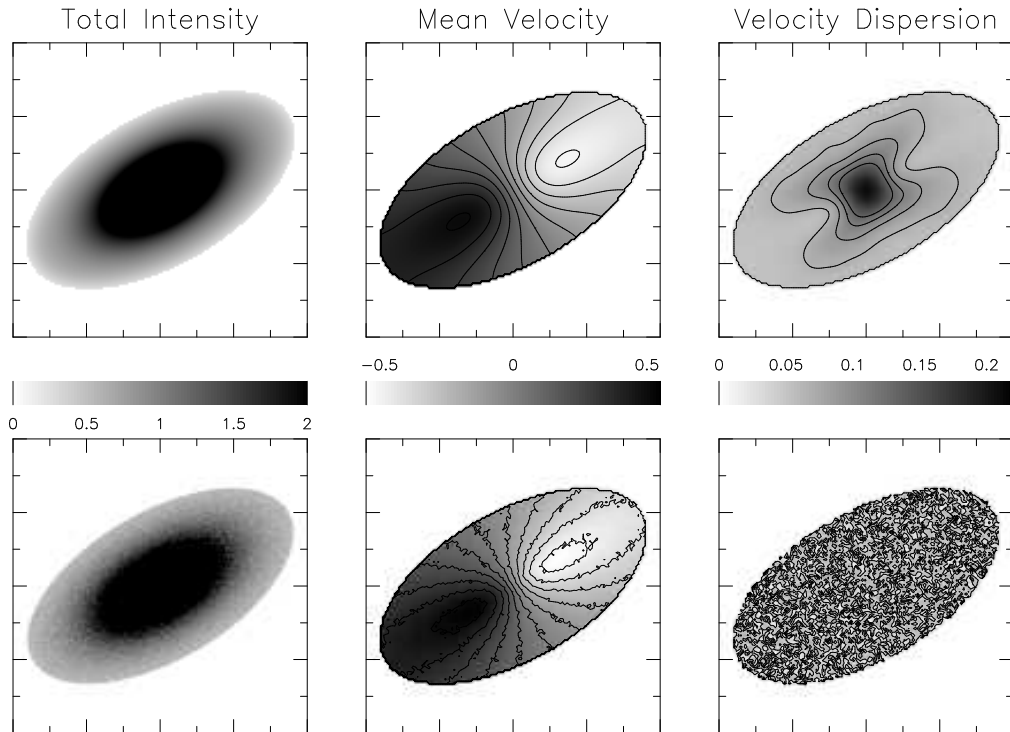 Total Intensity
Mean Velocity
Velocity Dispersion
−0.5 0 0.5
0 0.05 0.1 0.15 0.2
0 0.5 1 1.5 2